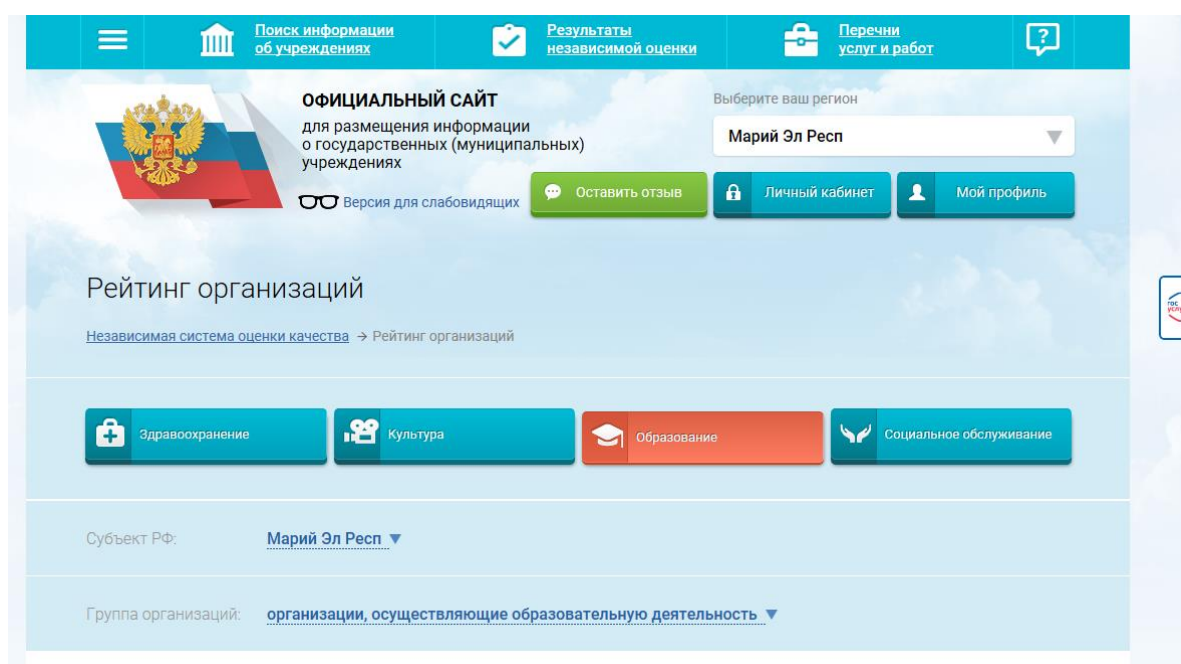 Поиск информации
об учреждениях
Результаты
независимой оценки
Перечни
услуг и работ
?
ОФИЦИАЛЬНЫЙ САЙТ
для размещения информации
о государственных (муниципальных)
учреждениях
Версия для слабовидящих
Выберите ваш регион
Марий Эл Респ
Оставить отзыв
Личный кабинет
Мой профиль
Рейтинг организаций
Независимая система оценки качества → Рейтинг организаций
Здравоохранение
Культура
Образование
Социальное обслуживание
Субъект РФ:
Марий Эл Респ
Группа организаций:
организации, осуществляющие образовательную деятельность